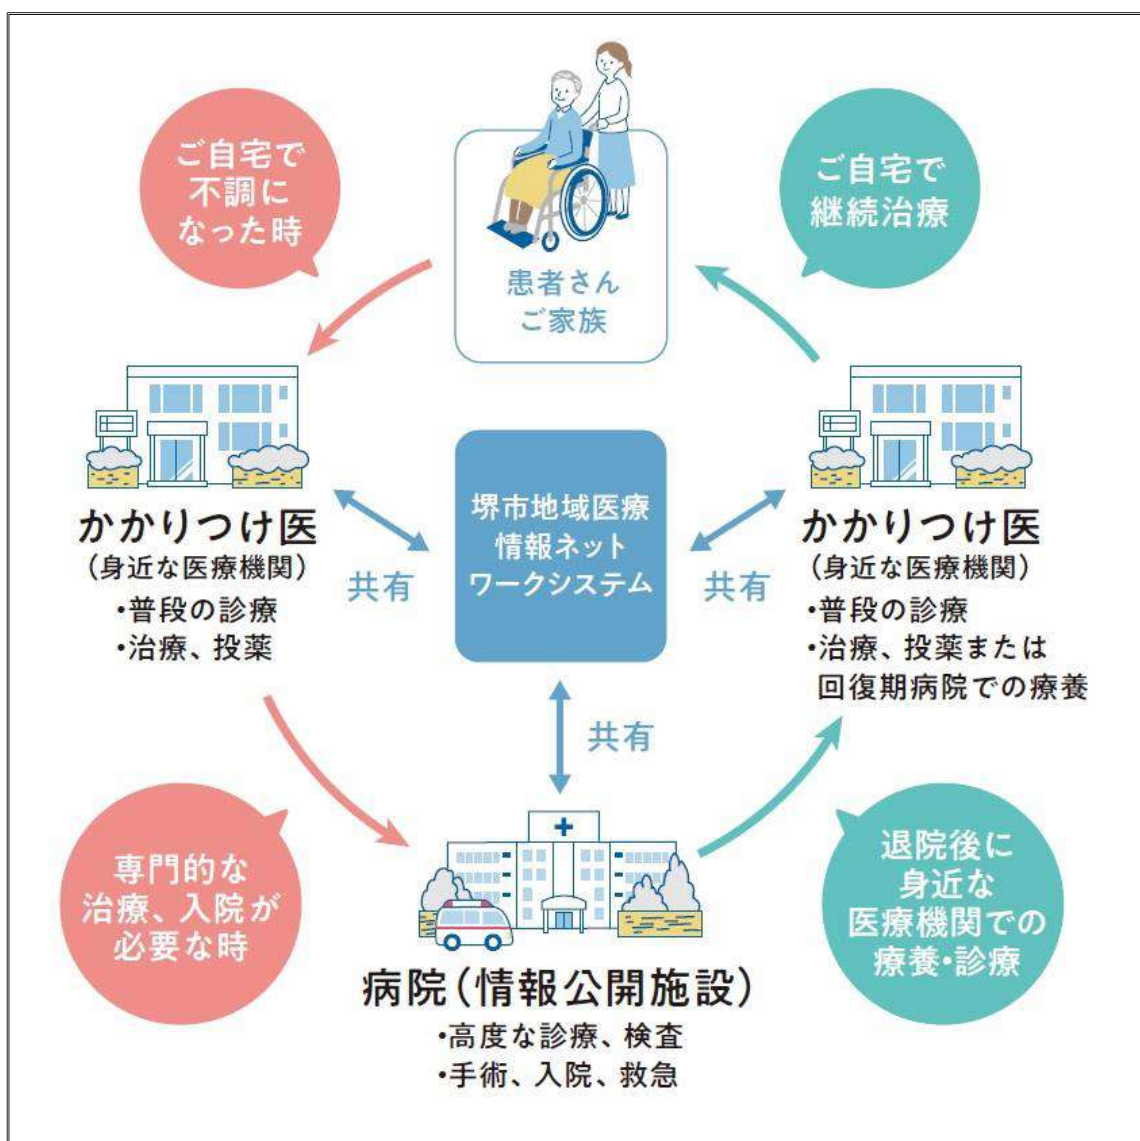 ご自宅で
不調に
なった時
患者さん
ご家族
ご自宅で
継続治療
かかりつけ医
（身近な医療機関）
・普段の診療
・治療、投薬
共有
堺市地域医療
情報ネット
ワークシステム
共有
かかりつけ医
（身近な医療機関）
・普段の診療
・治療、投薬または
回復期病院での療養
共有
専門的な
治療、入院が
必要な時
病院（情報公開施設）
・高度な診療、検査
・手術、入院、救急
退院後に
身近な
医療機関での
療養・診療